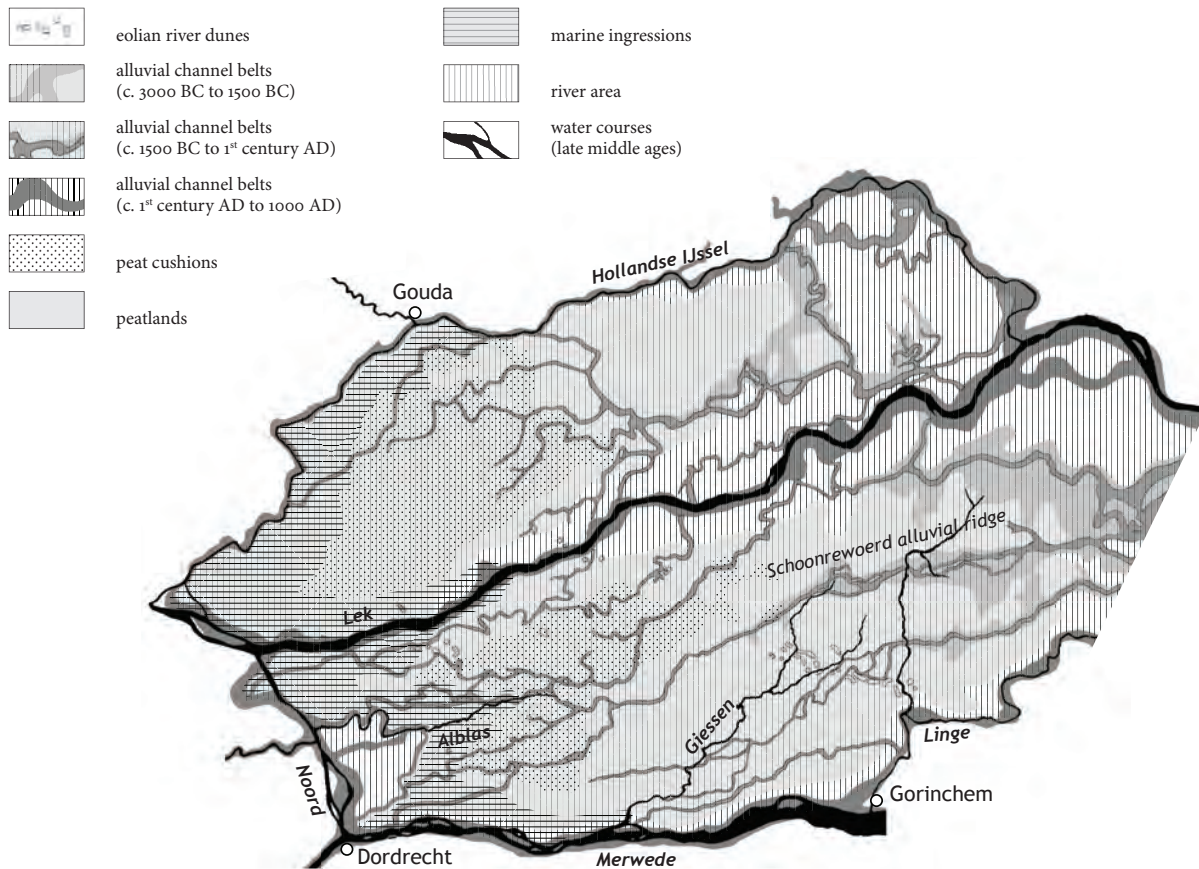 eolian river dunes
alluvial channel belts
(c. 3000 BC to 1500 BC)
alluvial channel belts
(c. 1500 BC to 1st century AD)
alluvial channel belts
(c. 1st century AD to 1000 AD)
peat cushions
peatlands
marine ingressions
river area
water courses
(late middle ages)
Hollandse IJssel
Gouda
Schoonrewoerd alluvial ridge
Lek
Giessen
Alblas
Linge
Noord
Gorinchem
Dordrecht
Merwede